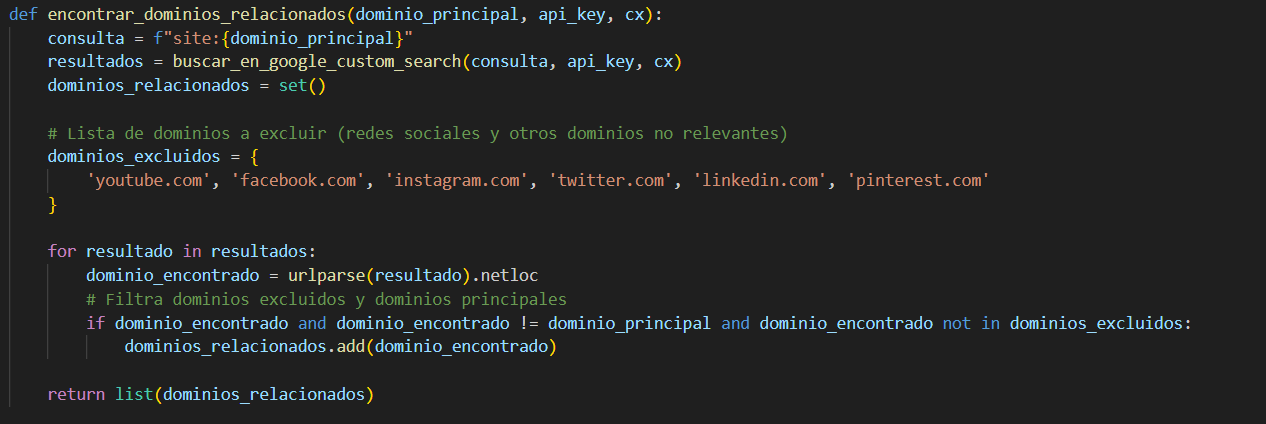 def encontrar_dominios_relacionados(dominio_principal, api_key, cx):
    consulta = f"site:{dominio_principal}"
    resultados = buscar_en_google_custom_search(consulta, api_key, cx)
    dominios_relacionados = set()

    # Lista de dominios a excluir (redes sociales y otros dominios no relevantes)
    dominios_excluidos = {
        'youtube.com', 'facebook.com', 'instagram.com', 'twitter.com', 'linkedin.com', 'pinterest.com'
    }

    for resultado in resultados:
        dominio_encontrado = urlparse(resultado).netloc
        # Filtra dominios excluidos y dominios principales
        if dominio_encontrado and dominio_encontrado != dominio_principal and dominio_encontrado not in dominios_excluidos:
            dominios_relacionados.add(dominio_encontrado)

    return list(dominios_relacionados)